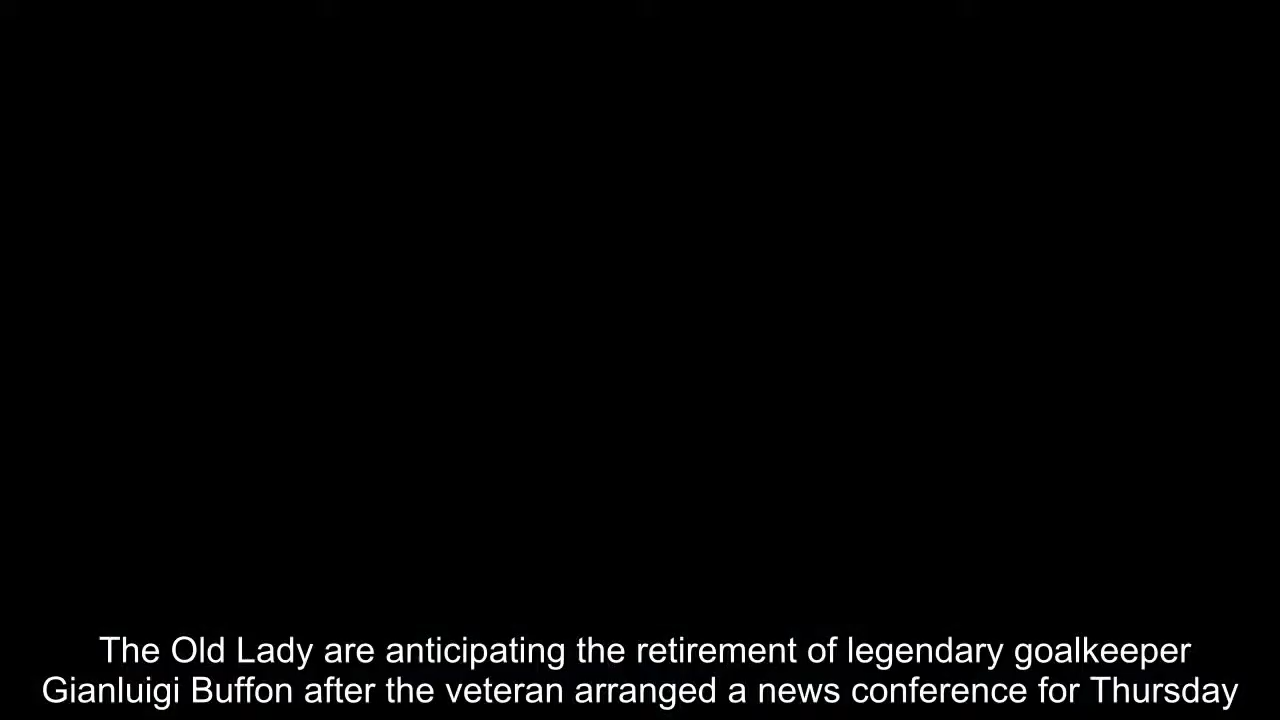 The Old Lady are anticipating the retirement of legendary goalkeeper
Gianluigi Buffon after the veteran arranged a news conference for Thursday